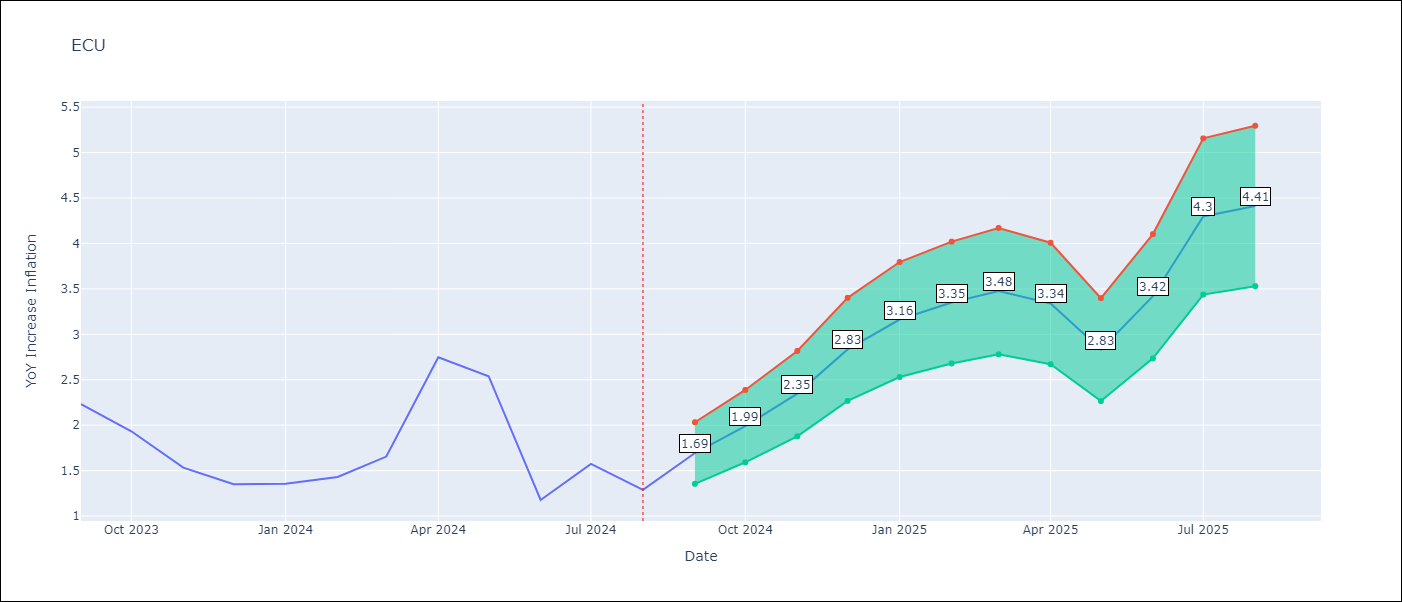 ECU
YoY Increase Inflation
5.5
5
4.5
4
3.5
3
2.5
2
1.5
1
1.69
1.99
2.35
2.83
3.16
3.35
3.48
3.34
2.83
3.42
4.3
4.41
Oct 2023
Jan 2024
Apr 2024
Jul 2024
Oct 2024
Jan 2025
Apr 2025
Jul 2025
Date